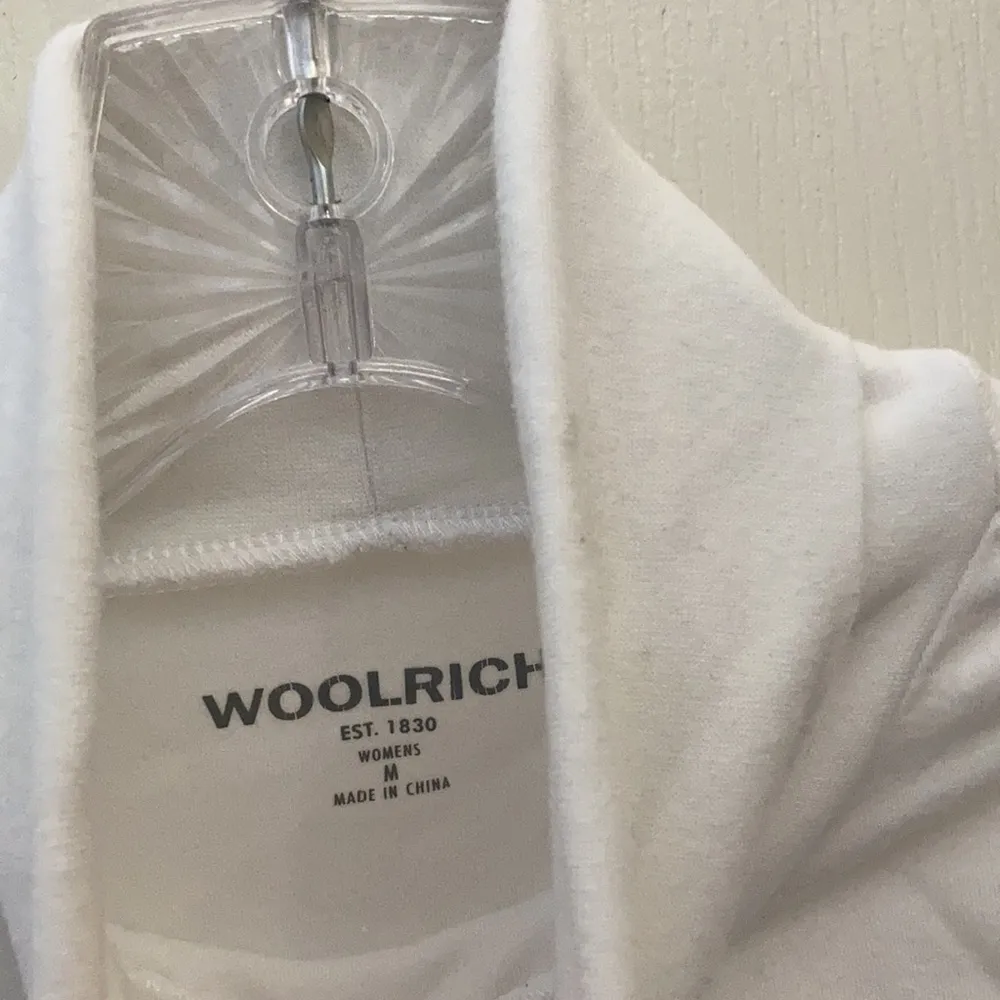 WOOLRICH
EST. 1830
WOMENS
M
MADE IN CHINA